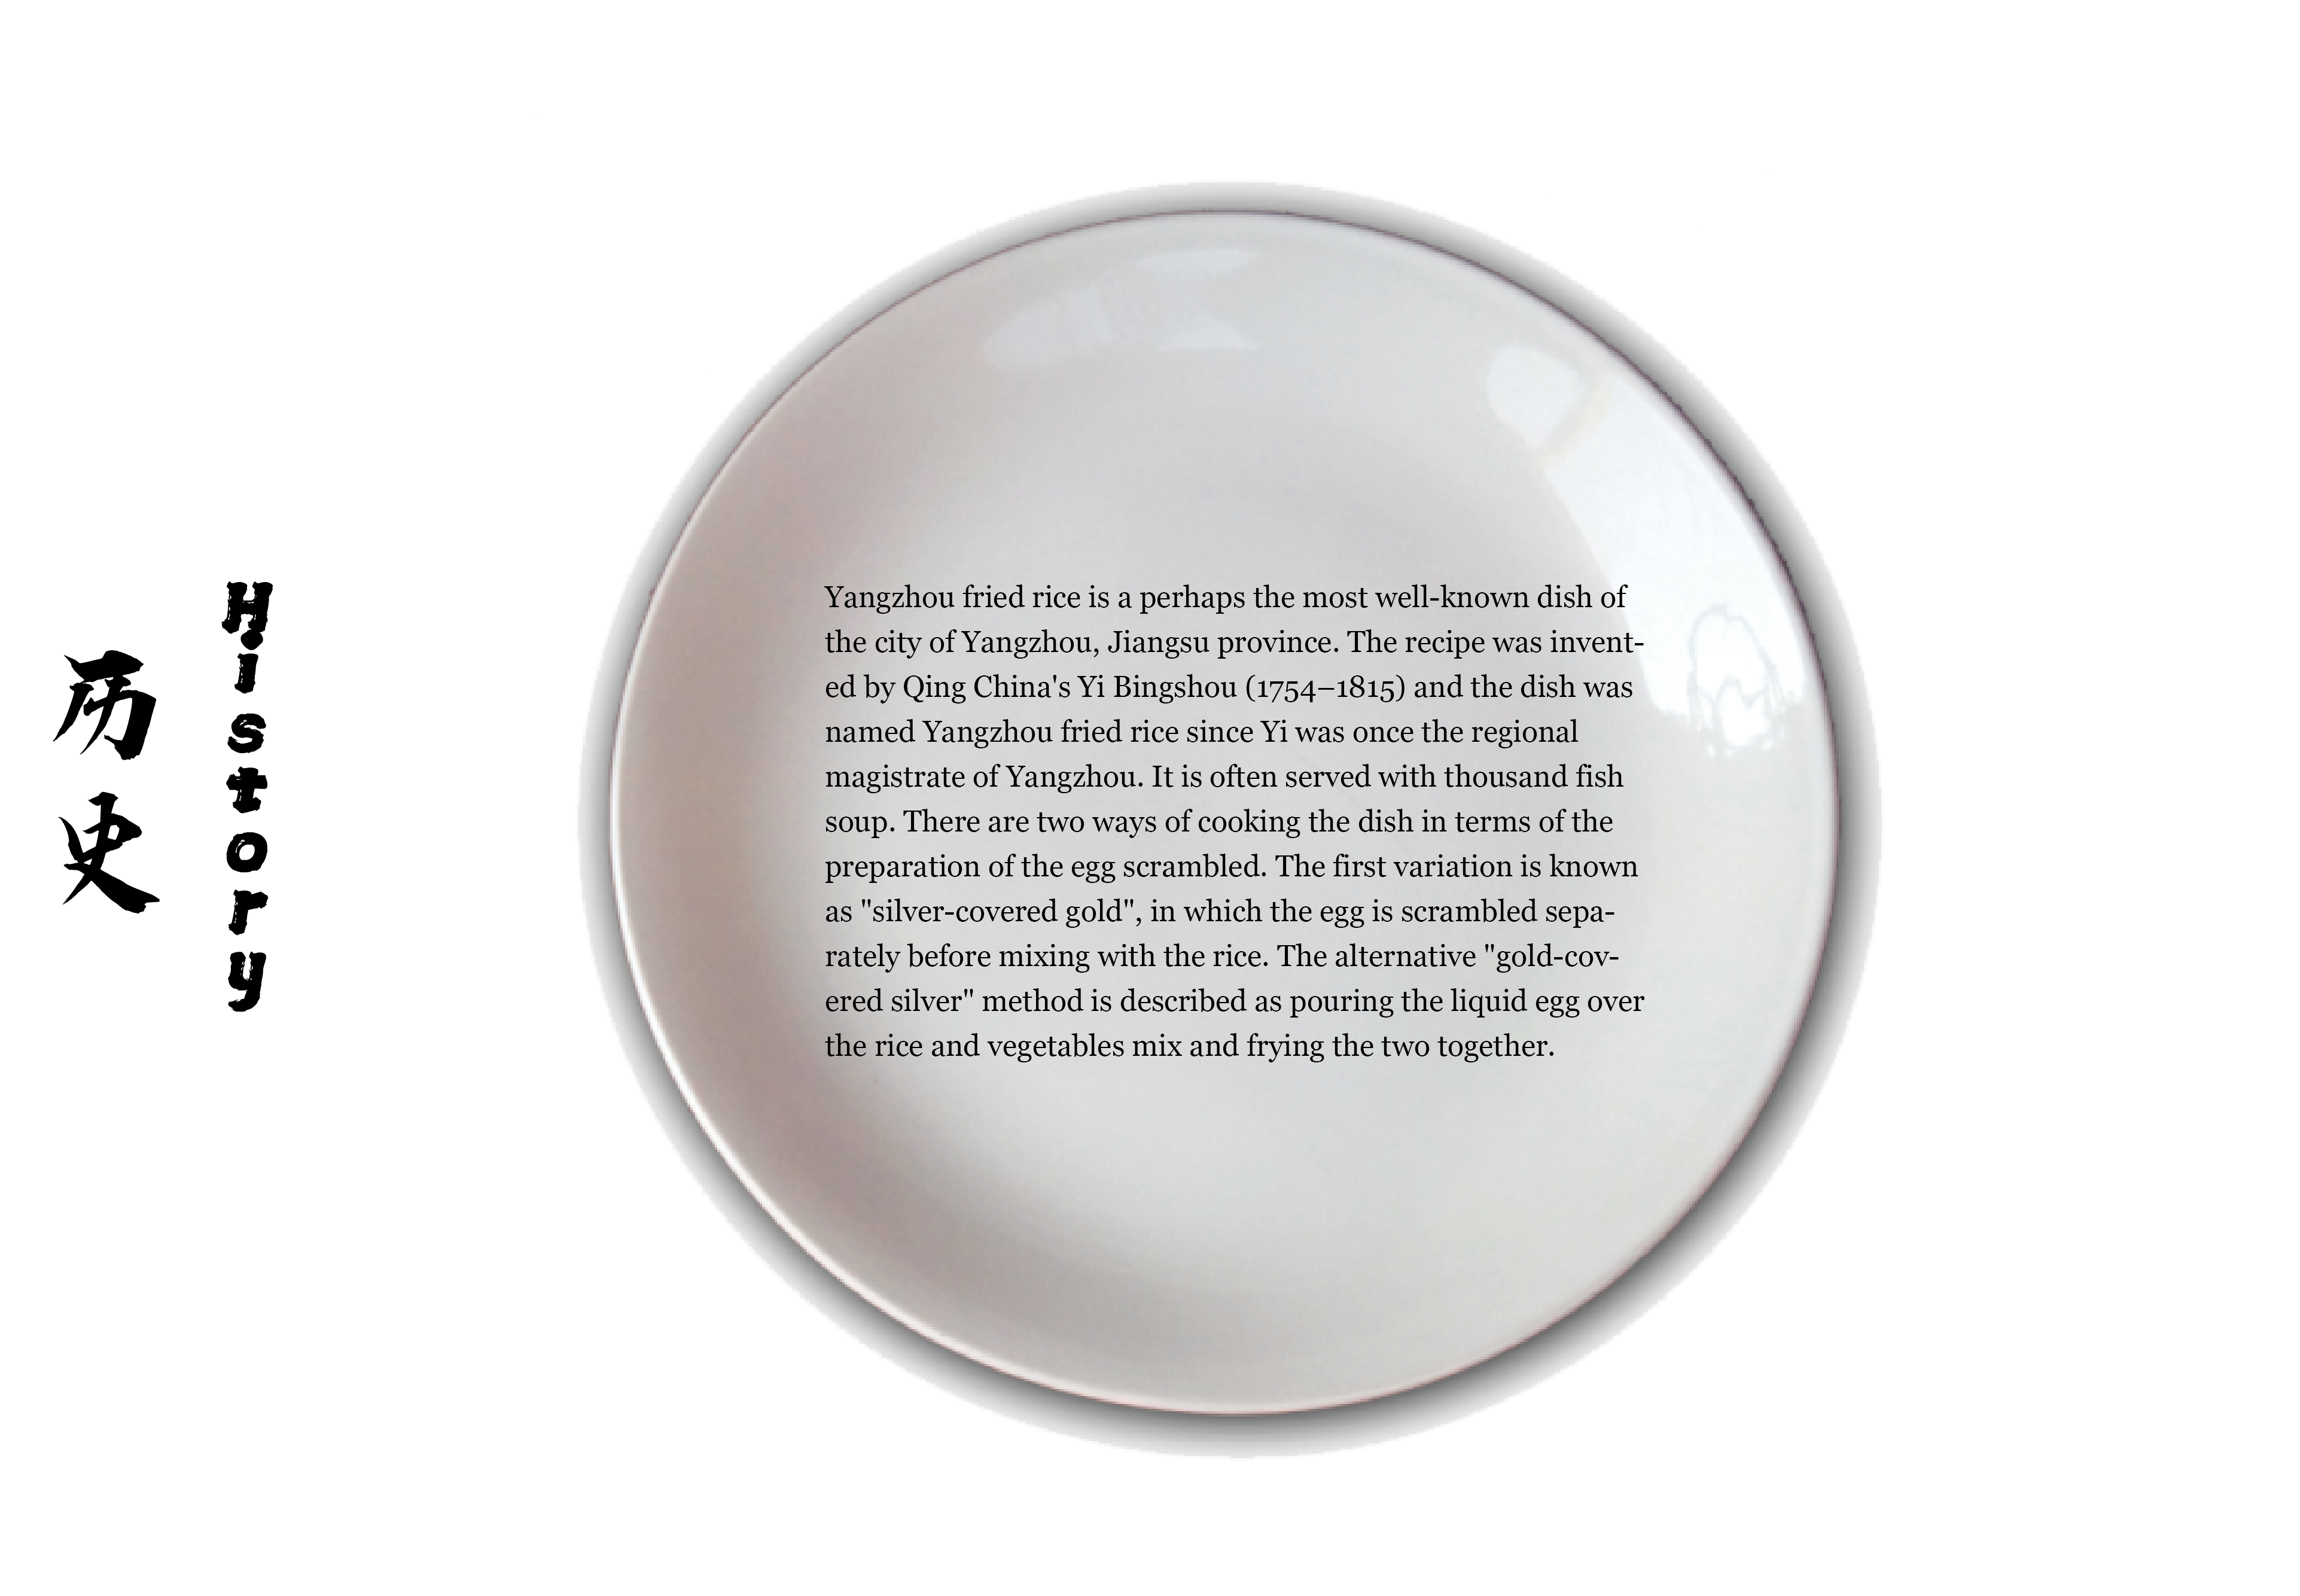 历史
History
Yangzhou fried rice is a perhaps the most well-known dish of
the city of Yangzhou, Jiangsu province. The recipe was invent-
ed by Qing China's Yi Bingshou (1754–1815) and the dish was
named Yangzhou fried rice since Yi was once the regional
magistrate of Yangzhou. It is often served with thousand fish
soup. There are two ways of cooking the dish in terms of the
preparation of the egg scrambled. The first variation is known
as "silver-covered gold", in which the egg is scrambled sepa-
rately before mixing with the rice. The alternative "gold-cov-
ered silver" method is described as pouring the liquid egg over
the rice and vegetables mix and frying the two together.